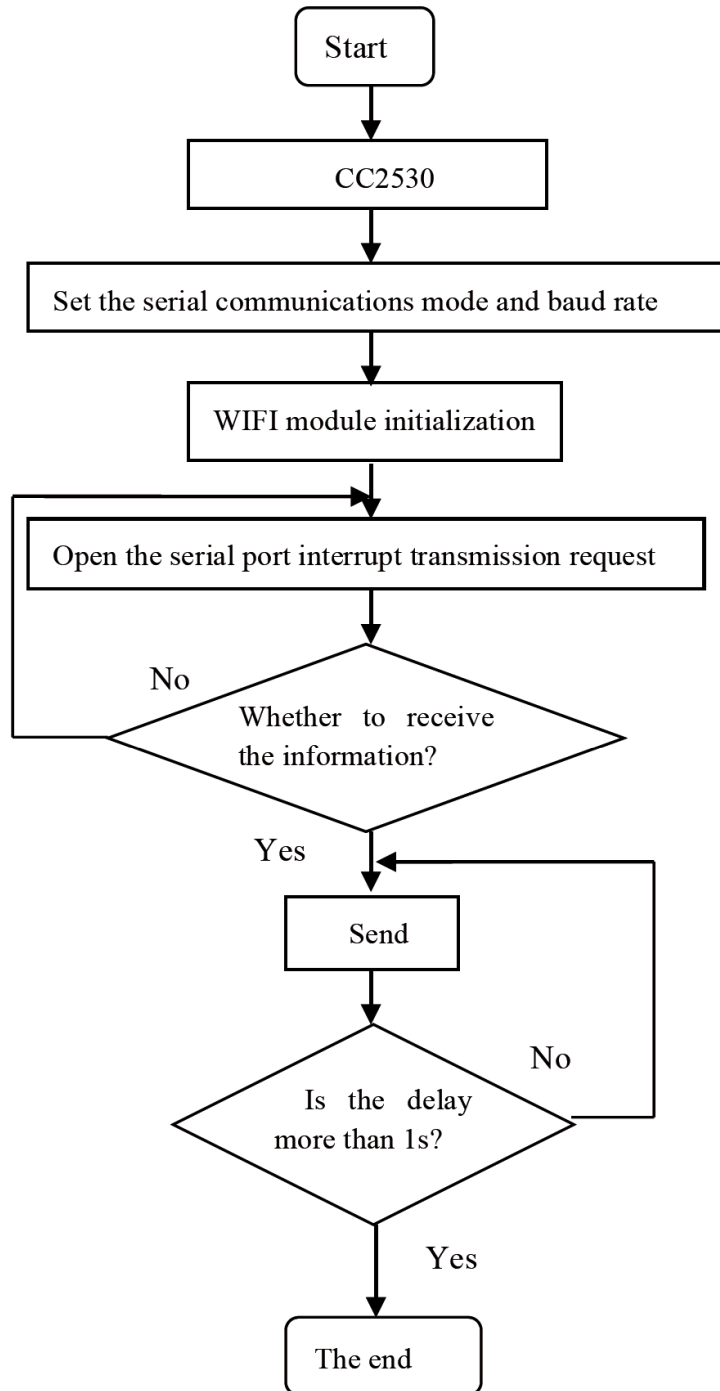 Start
CC2530
Set the serial communications mode and baud rate
WIFI module initialization
Open the serial port interrupt transmission request
No
Whether to receive
the information?
Yes
Send
No
Is the delay
more than 1s?
Yes
The end